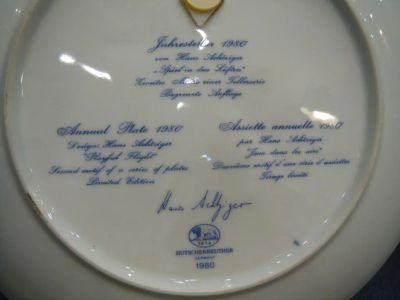 Jahresteller 1980
von Hans Achtziger
„Spiel in den Lüften"
Zweites Motiv einer Tellerserie
Begrenzte Auflage
Annual Plate 1980
Design: Hans Achtziger
"Playful Flight"
Second motif of a series of plates
Limited Edition
Assiette annuelle 1980
par Hans Achtziger
"Jeux dans les airs"
Deuxième motif d'une série d'assiettes
Tirage limité
Hans Achtziger
1814
HUTSCHENREUTHER
GERMANY
1980